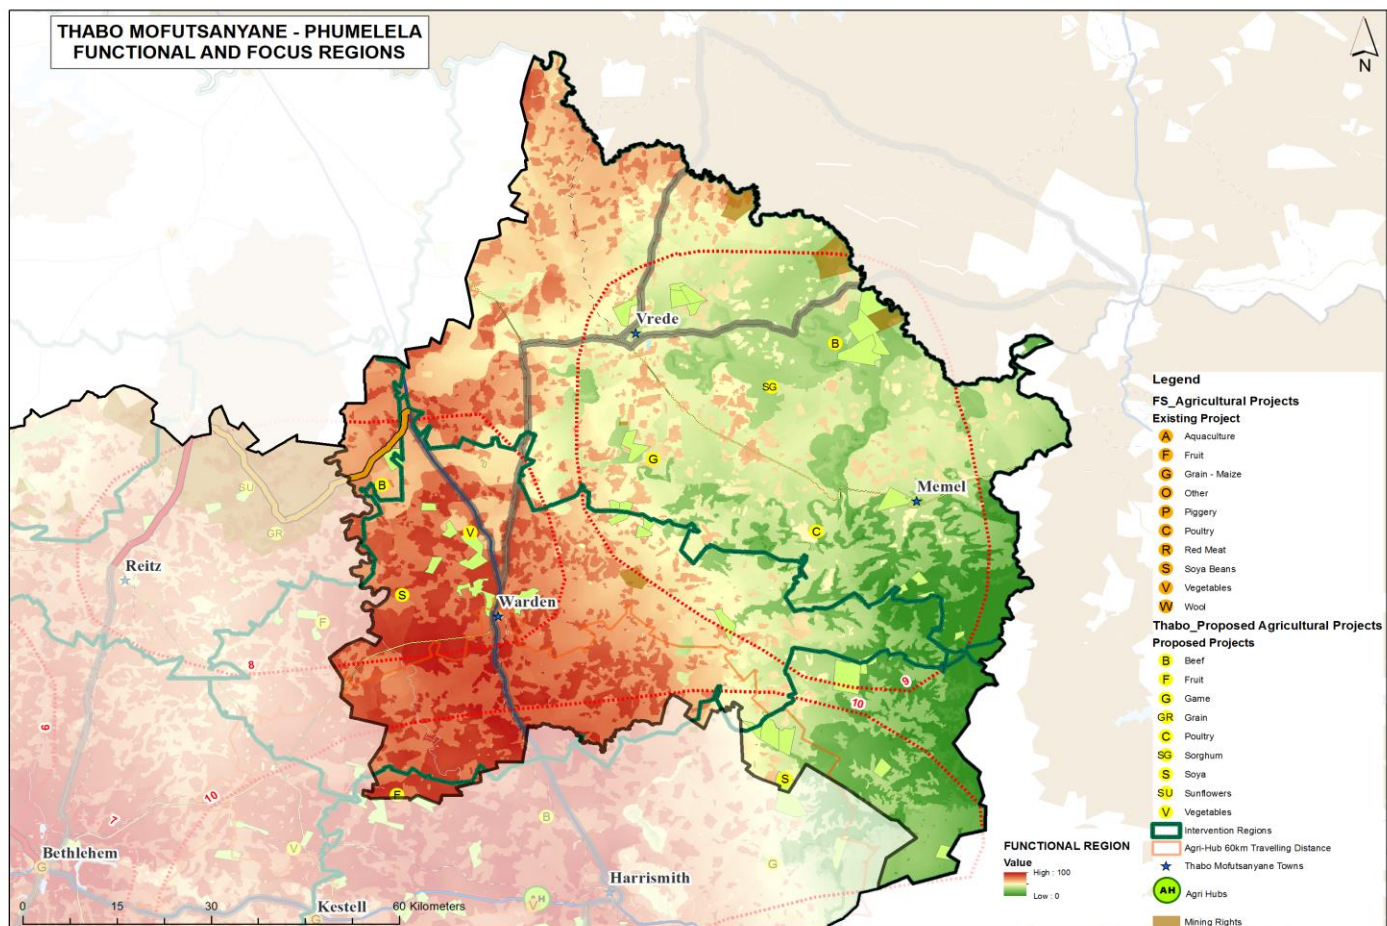 THABO MOFUTSANYANE - PHUMELELA
FUNCTIONAL AND FOCUS REGIONS
N
Vrede
B
SG
G
Memel
B
V
C
SU
GR
Reitz
S
Warden
F
8
9
6
10
S
F
10
B
7
V
Bethlehem
G
G
Harrismith
AH
V
Kestell
G
0 15 30 60 Kilometers
FUNCTIONAL REGION
Value
High : 100
Low : 0
Legend
FS_Agricultural Projects
Existing Project
A Aquaculture
F Fruit
G Grain - Maize
O Other
P Piggery
C Poultry
R Red Meat
S Soya Beans
V Vegetables
W Wool
Thabo_Proposed Agricultural Projects
Proposed Projects
B Beef
F Fruit
G Game
GR Grain
C Poultry
SG Sorghum
S Soya
SU Sunflowers
V Vegetables
Intervention Regions
Agri-Hub 60km Travelling Distance
Thabo Mofutsanyane Towns
AH Agri Hubs
Mining Rights